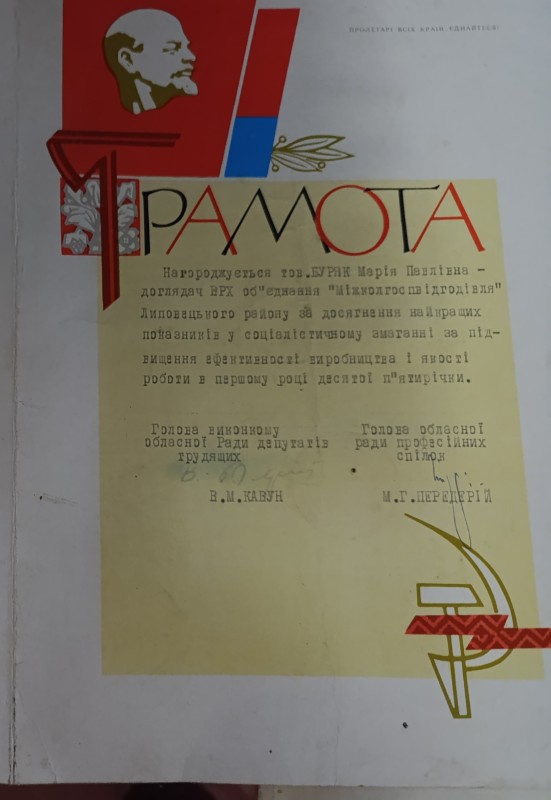 ПРОЛЕТАРІ ВСІХ КРАЇН, ЄДНАЙТЕСЯ!
ГРАМОТА
Нагороджується тов.БУРЯК Марія Павлівна –
доглядач ВРХ об"єднання "Міжколгоспвідгодівля"
Липовецького району за досягнення найкращих
показників у соціалістичному змаганні за під-
вищення ефективності виробництва і якості
роботи в першому році десятої п"ятирічки.
Голова виконкому
обласної Ради депутатів
трудящих
В.М.КАВУН
Голова обласної
ради професійних
спілок
М.Г.ПЕРЕДЕРІЙ